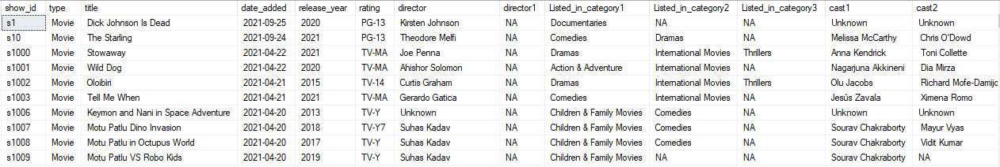 show_id type title date_added release_year rating director director1 Listed_in_category1 Listed_in_category2 Listed_in_category3 cast1 cast2
s1 Movie Dick Johnson Is Dead 2021-09-25 2020 PG-13 Kirsten Johnson NA Documentaries NA NA Unknown Unknown
s10 Movie The Starling 2021-09-24 2021 PG-13 Theodore Melfi NA Comedies Dramas NA Melissa McCarthy Chris O'Dowd
s1000 Movie Stowaway 2021-04-22 2021 TV-MA Joe Penna NA Dramas International Movies Thrillers Anna Kendrick Toni Collette
s1001 Movie Wild Dog 2021-04-22 2020 TV-MA Ahishor Solomon NA Action & Adventure International Movies NA Nagarjuna Akkineni Dia Mirza
s1002 Movie Oloibiri 2021-04-21 2015 TV-14 Curtis Graham NA Dramas International Movies Thrillers Olu Jacobs Richard Mofe-Damijo
s1003 Movie Tell Me When 2021-04-21 2021 TV-MA Gerardo Gatica NA Comedies International Movies NA Jesús Zavala Ximena Romo
s1006 Movie Keymon and Nani in Space Adventure 2021-04-20 2013 TV-Y Unknown NA Children & Family Movies Comedies NA Unknown Unknown
s1007 Movie Motu Patlu Dino Invasion 2021-04-20 2018 TV-Y7 Suhas Kadav NA Children & Family Movies Comedies NA Sourav Chakraborty Mayur Vyas
s1008 Movie Motu Patlu in Octupus World 2021-04-20 2017 TV-Y Suhas Kadav NA Children & Family Movies Comedies NA Sourav Chakraborty Vidit Kumar
s1009 Movie Motu Patlu VS Robo Kids 2021-04-20 2019 TV-Y Suhas Kadav NA Children & Family Movies NA NA Sourav Chakraborty NA